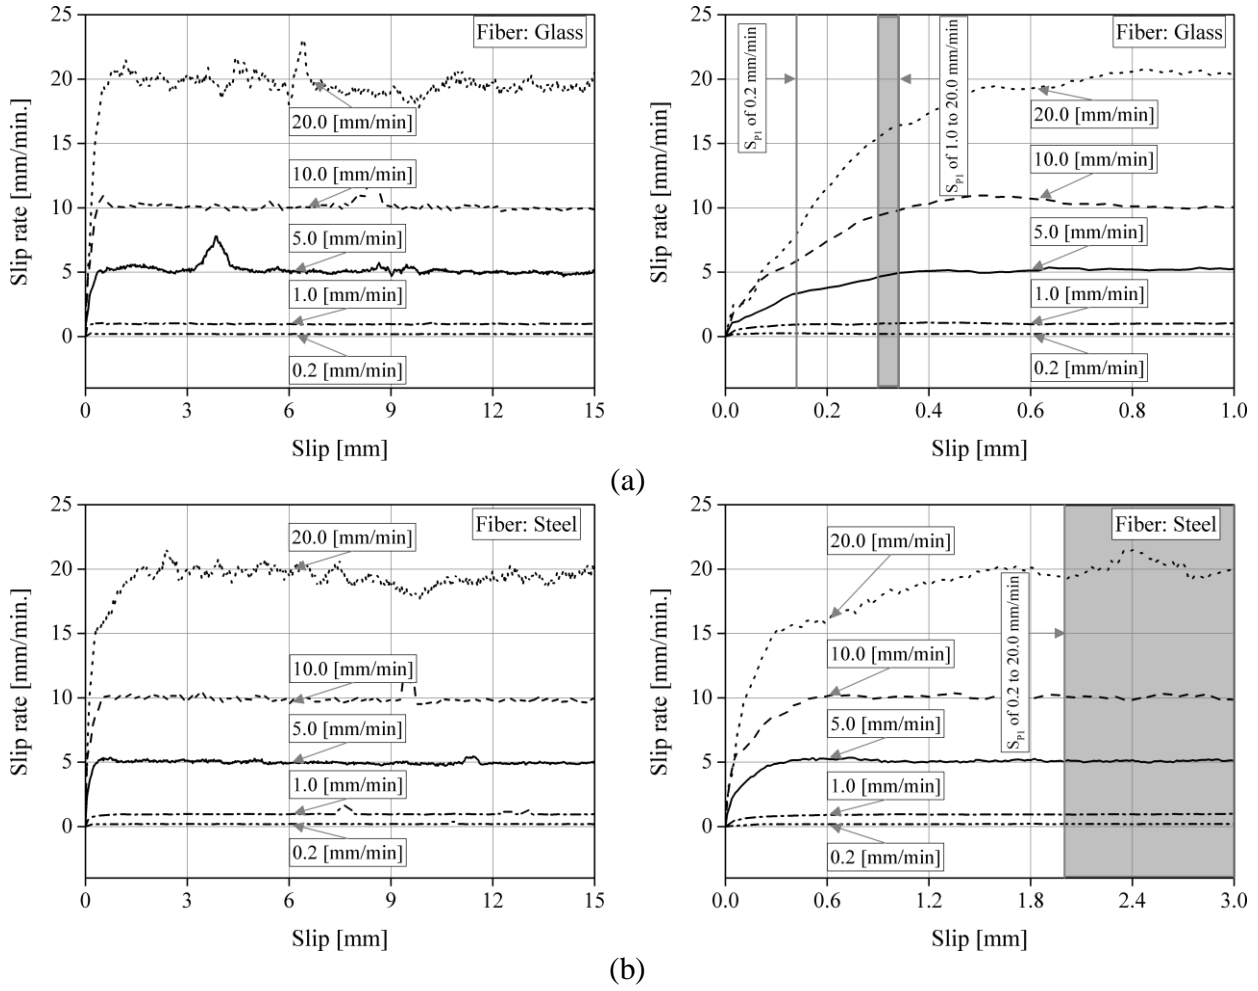 Fiber: Glass
Slip rate [mm/min.]
25
20
15
10
5
0
20.0 [mm/min]
10.0 [mm/min]
5.0 [mm/min]
1.0 [mm/min]
0.2 [mm/min]
0
3
6
9
12
15
Slip [mm]
Fiber: Glass
Slip rate [mm/min]
25
20
15
10
5
0
S_P1 of 0.2 mm/min
S_P1 of 1.0 to 20.0 mm/min
20.0 [mm/min]
10.0 [mm/min]
5.0 [mm/min]
1.0 [mm/min]
0.2 [mm/min]
0.0
0.2
0.4
0.6
0.8
1.0
Slip [mm]
(a)
Fiber: Steel
Slip rate [mm/min.]
25
20
15
10
5
0
20.0 [mm/min]
10.0 [mm/min]
5.0 [mm/min]
1.0 [mm/min]
0.2 [mm/min]
0
3
6
9
12
15
Slip [mm]
Fiber: Steel
Slip rate [mm/min.]
25
20
15
10
5
0
20.0 [mm/min]
S_P1 of 0.2 to 20.0 mm/min
10.0 [mm/min]
5.0 [mm/min]
1.0 [mm/min]
0.2 [mm/min]
0.0
0.6
1.2
1.8
2.4
3.0
Slip [mm]
(b)